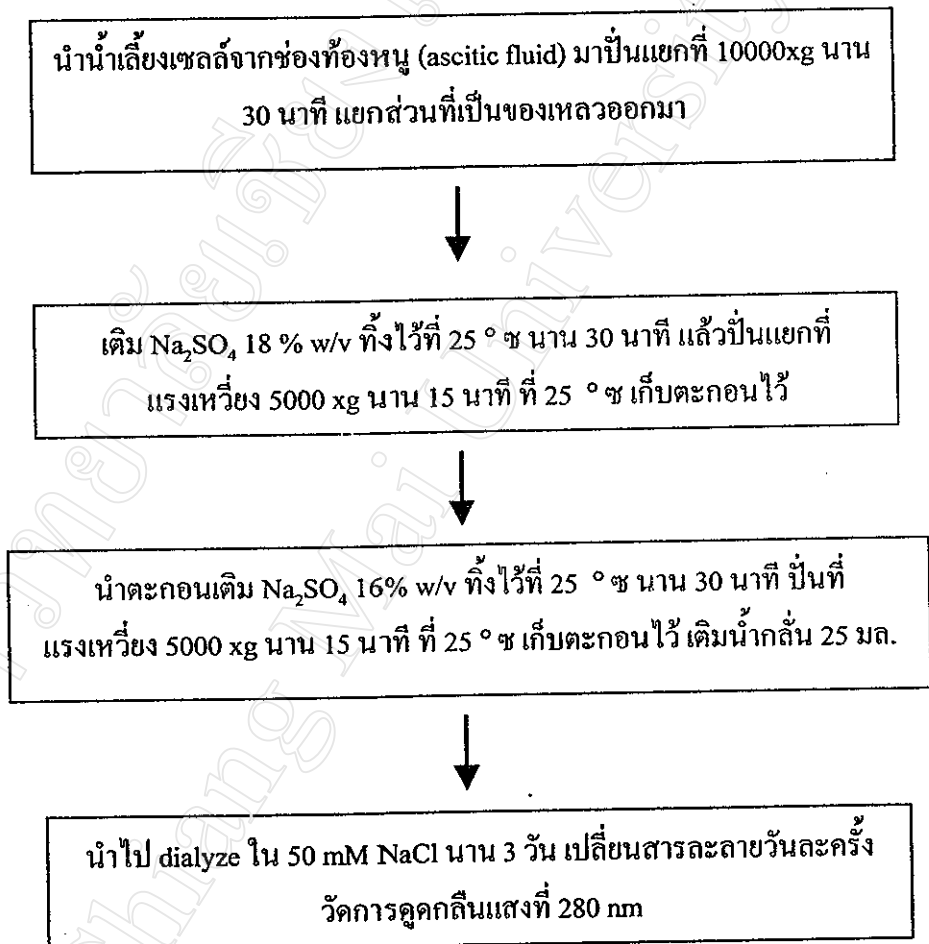 นำน้ำเลี้ยงเซลล์จากช่องท้องหนู (ascitic fluid) มาปั่นแยกที่ 10000xg นาน
30 นาที แยกส่วนที่เป็นของเหลวออกมา
เติม Na₂SO₄ 18 % w/v ทิ้งไว้ที่ 25 ° ซ นาน 30 นาที แล้วปั่นแยกที่
แรงเหวี่ยง 5000 xg นาน 15 นาที ที่ 25 ° ซ เก็บตะกอนไว้
นำตะกอนเติม Na₂SO₄ 16% w/v ทิ้งไว้ที่ 25 ° ซ นาน 30 นาที ปั่นที่
แรงเหวี่ยง 5000 xg นาน 15 นาที ที่ 25 ° ซ เก็บตะกอนไว้ เติมน้ำกลั่น 25 มล.
นำไป dialyze ใน 50 mM NaCl นาน 3 วัน เปลี่ยนสารละลายวันละครั้ง
วัดการดูดกลืนแสงที่ 280 nm
Chiang Mai University